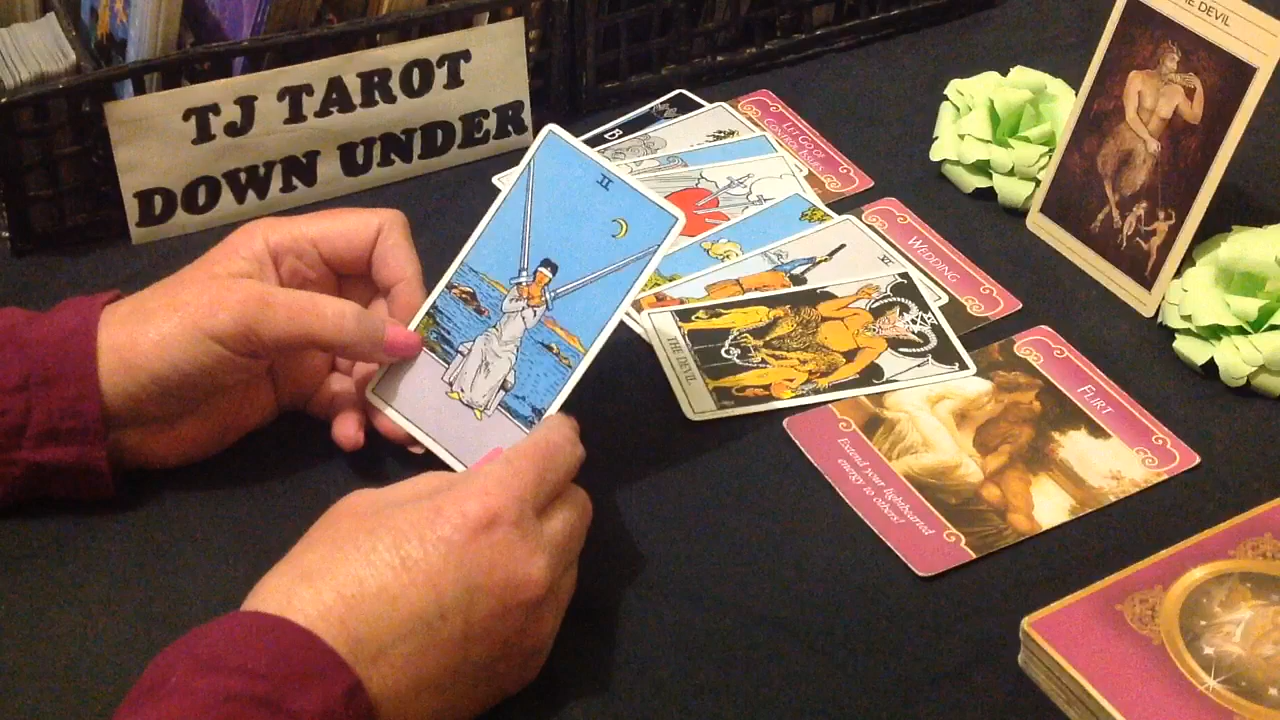 TJ TAROT
DOWN UNDER
II
LET GO OF
CONTROL ISSUES
WEDDING
THE DEVIL
FLIRT
Extend your lighthearted
energy to others!
THE DEVIL